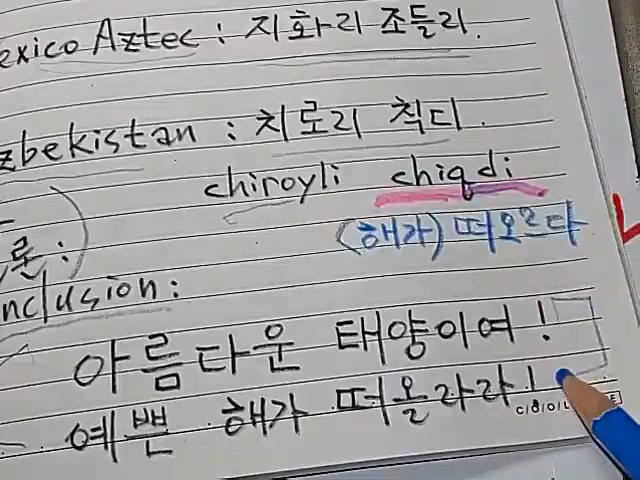 exico Aztec : 지화리 조들리.
zbekistan : 치로리 칙디.
chiroyli chiqdi
(해가) 떠오르다
론 :
nclusion :
아름다운 태양이여!
예쁜 해가 떠올라라!